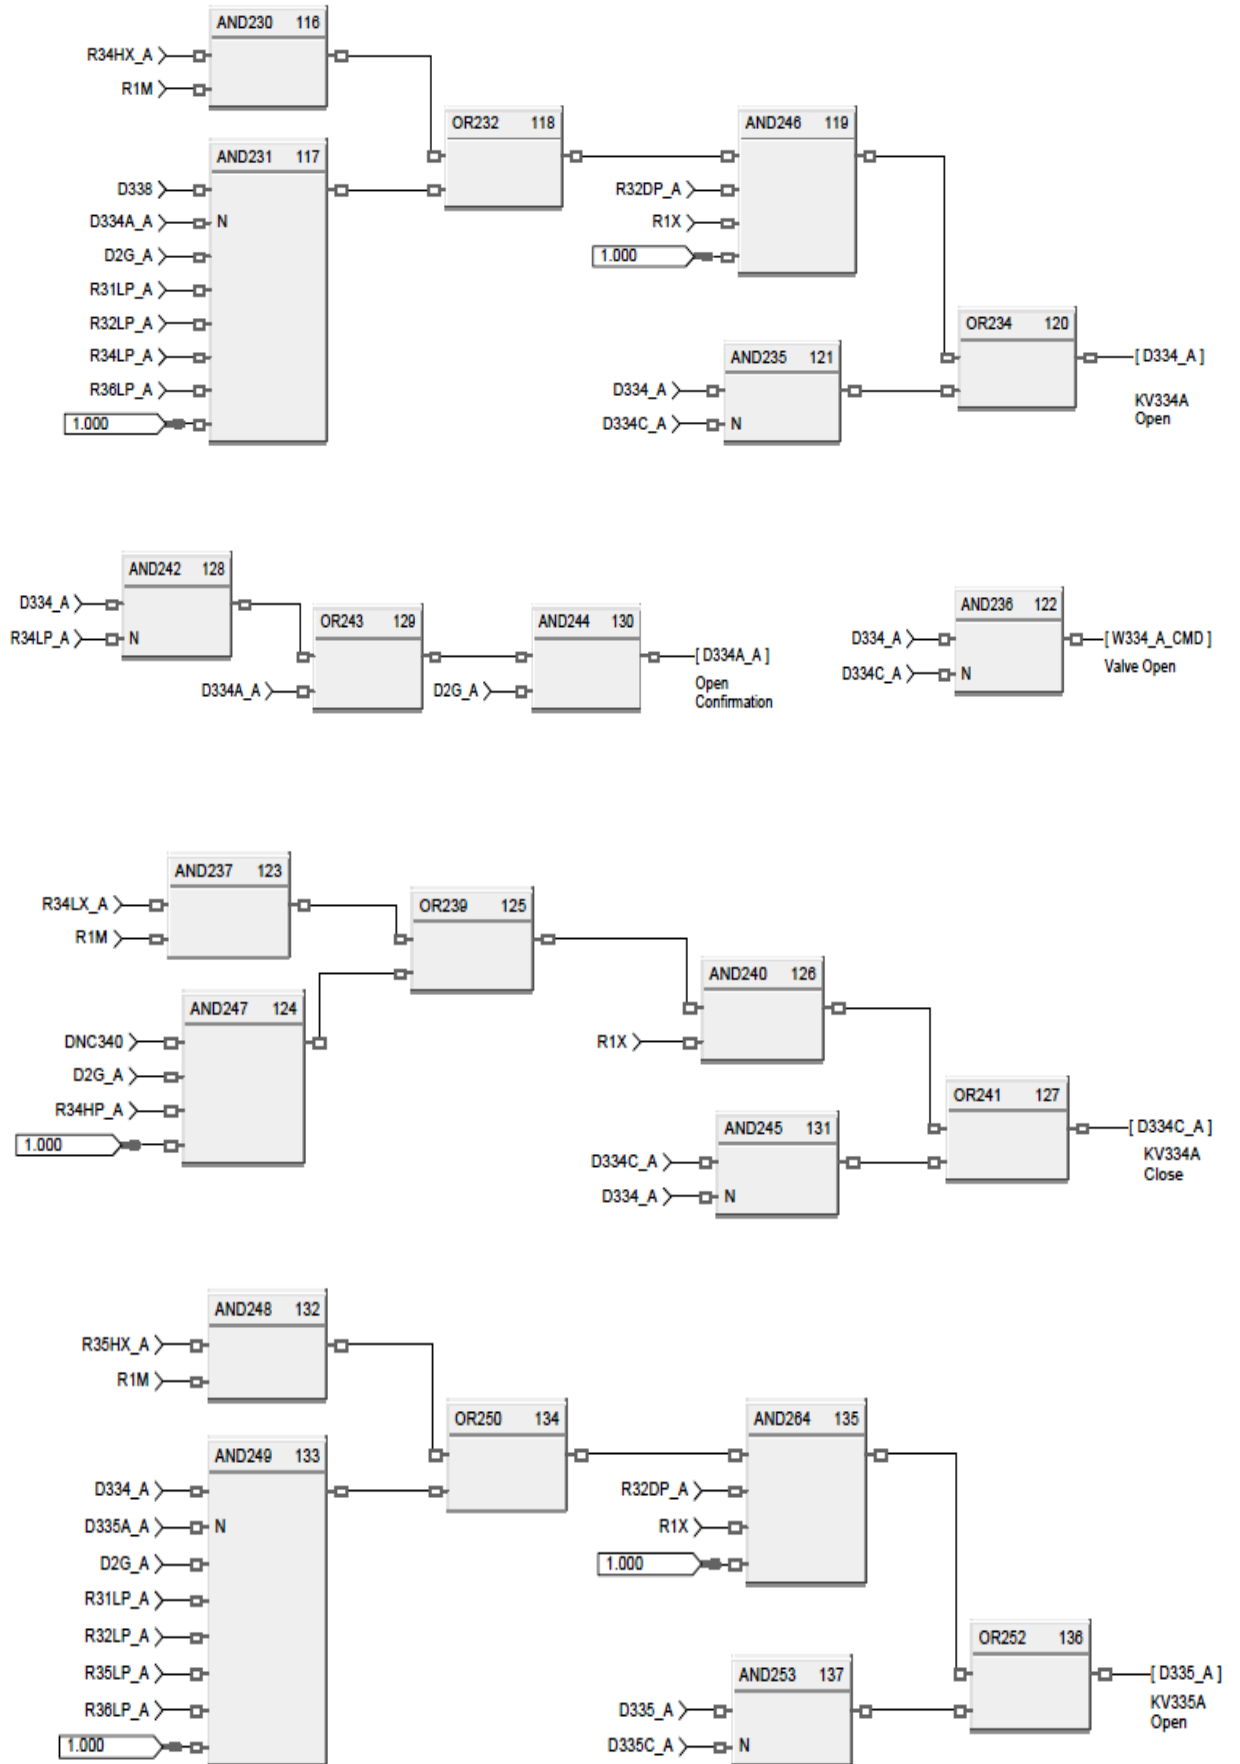 AND230 116
R34HX_A
R1M
OR232 118
AND246 119
AND231 117
D338
R32DP_A
D334A_A N
R1X
D2G_A
1.000
R31LP_A
R32LP_A
OR234 120
R34LP_A
AND235 121
[ D334_A ]
R36LP_A
D334_A
KV334A
Open
1.000
D334C_A N
AND242 128
D334_A
R34LP_A N
OR243 129
AND244 130
AND236 122
D334_A
[ W334_A_CMD ]
[ D334A_A ]
Valve Open
D334C_A N
D334A_A
D2G_A
Open
Confirmation
AND237 123
R34LX_A
R1M
OR239 125
AND240 126
AND247 124
DNC340
R1X
D2G_A
R34HP_A
OR241 127
1.000
AND245 131
[ D334C_A ]
D334C_A
KV334A
Close
D334_A N
AND248 132
R35HX_A
R1M
OR250 134
AND264 135
AND249 133
D334_A
R32DP_A
D335A_A N
R1X
D2G_A
1.000
R31LP_A
R32LP_A
OR252 136
R35LP_A
AND253 137
[ D335_A ]
R36LP_A
D335_A
KV335A
Open
1.000
D335C_A N